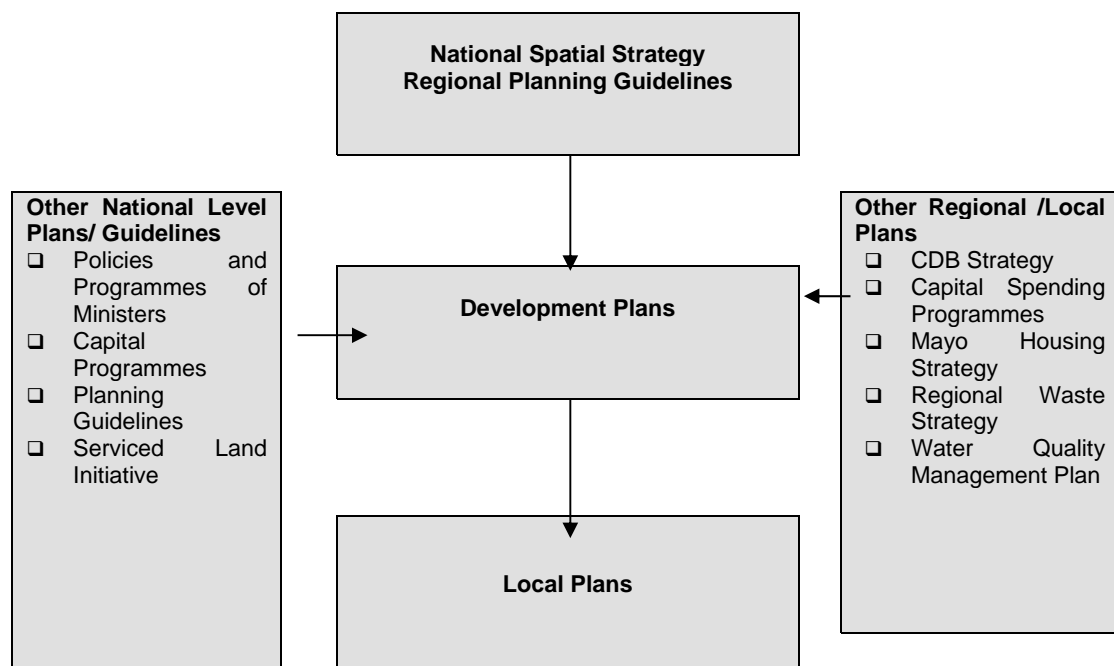 National Spatial Strategy
Regional Planning Guidelines
Other National Level
Plans/ Guidelines
❑ Policies and
Programmes of
Ministers
❑ Capital
Programmes
❑ Planning
Guidelines
❑ Serviced Land
Initiative
Development Plans
Other Regional /Local
Plans
❑ CDB Strategy
❑ Capital Spending
Programmes
❑ Mayo Housing
Strategy
❑ Regional Waste
Strategy
❑ Water Quality
Management Plan
Local Plans